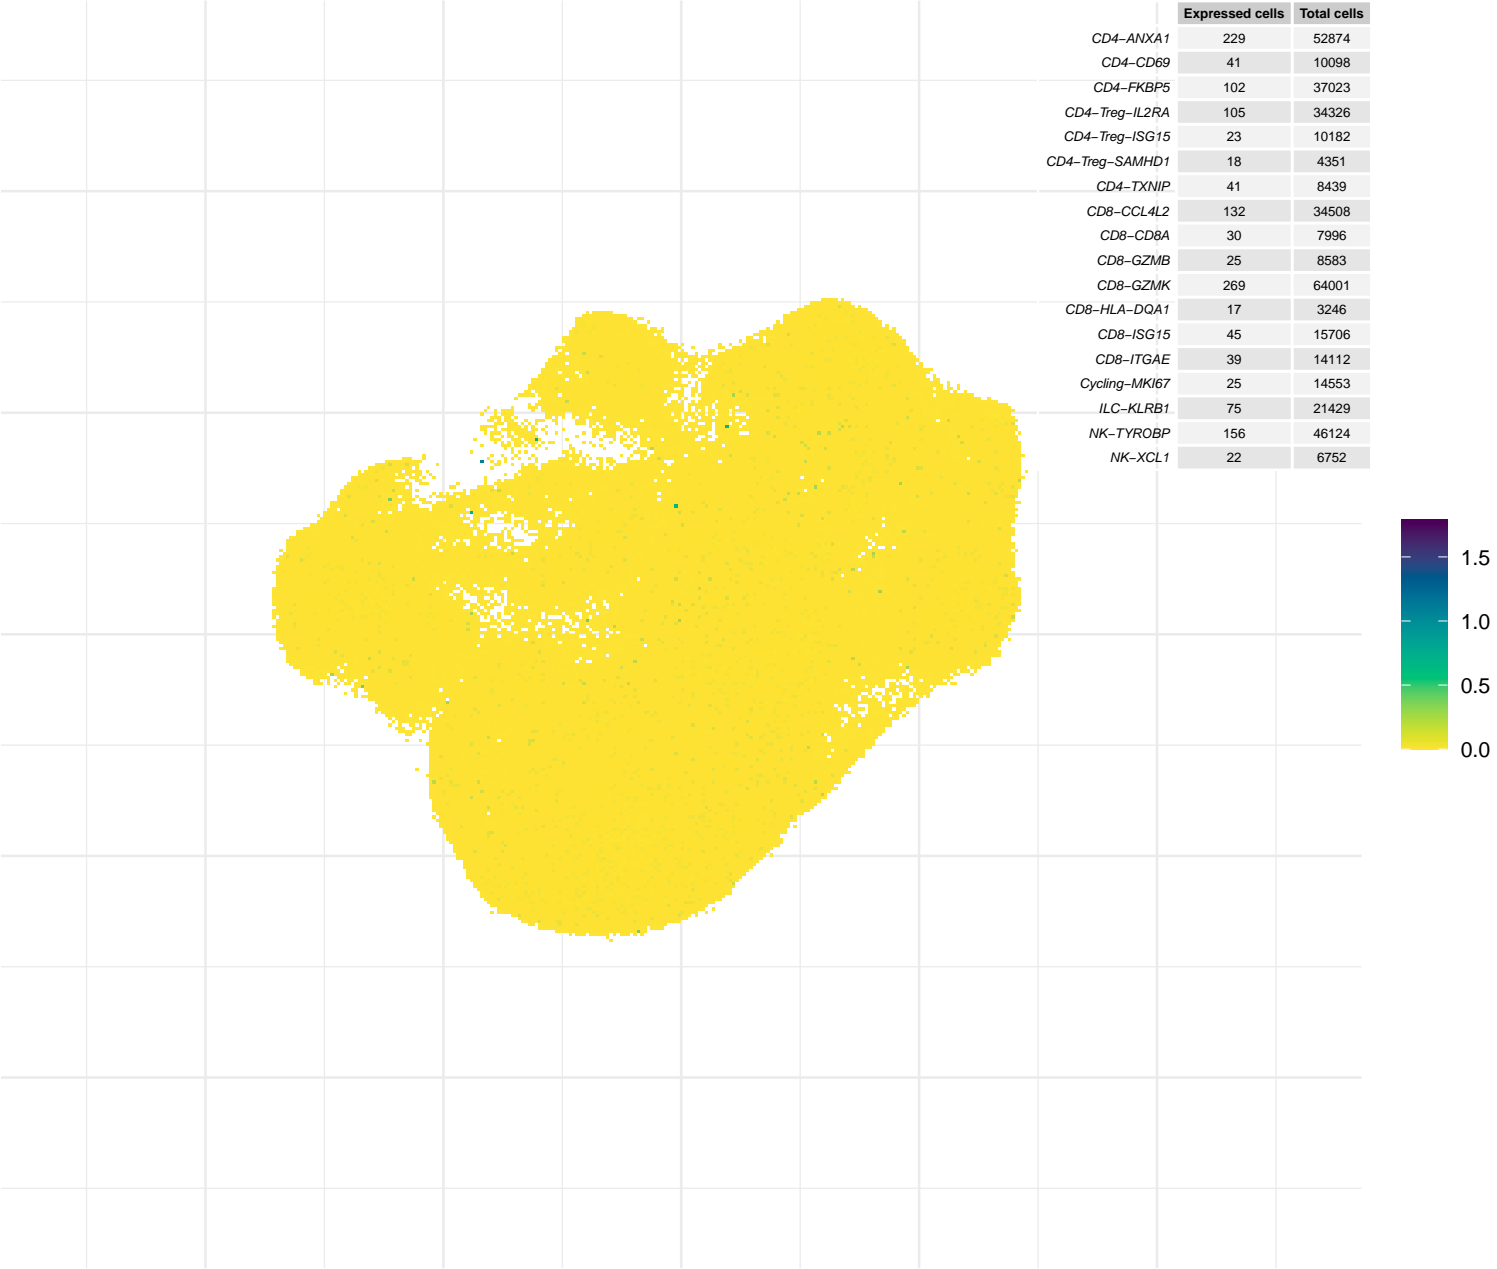 Expressed cells Total cells
CD4−ANXA1 229 52874
CD4−CD69 41 10098
CD4−FKBP5 102 37023
CD4−Treg−IL2RA 105 34326
CD4−Treg−ISG15 23 10182
CD4−Treg−SAMHD1 18 4351
CD4−TXNIP 41 8439
CD8−CCL4L2 132 34508
CD8−CD8A 30 7996
CD8−GZMB 25 8583
CD8−GZMK 269 64001
CD8−HLA−DQA1 17 3246
CD8−ISG15 45 15706
CD8−ITGAE 39 14112
Cycling−MKI67 25 14553
ILC−KLRB1 75 21429
NK−TYROBP 156 46124
NK−XCL1 22 6752
1.5
1.0
0.5
0.0